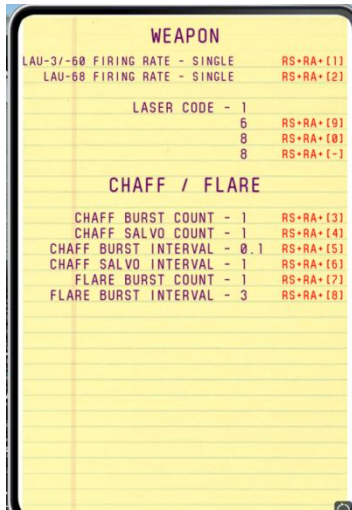 WEAPON
LAU-3/-60 FIRING RATE - SINGLE RS+RA+[1]
LAU-68 FIRING RATE - SINGLE RS+RA+[2]
LASER CODE - 1
6 RS+RA+[9]
8 RS+RA+[0]
8 RS+RA+[-]
CHAFF / FLARE
CHAFF BURST COUNT - 1 RS+RA+[3]
CHAFF SALVO COUNT - 1 RS+RA+[4]
CHAFF BURST INTERVAL - 0.1 RS+RA+[5]
CHAFF SALVO INTERVAL - 1 RS+RA+[6]
FLARE BURST COUNT - 1 RS+RA+[7]
FLARE BURST INTERVAL - 3 RS+RA+[8]